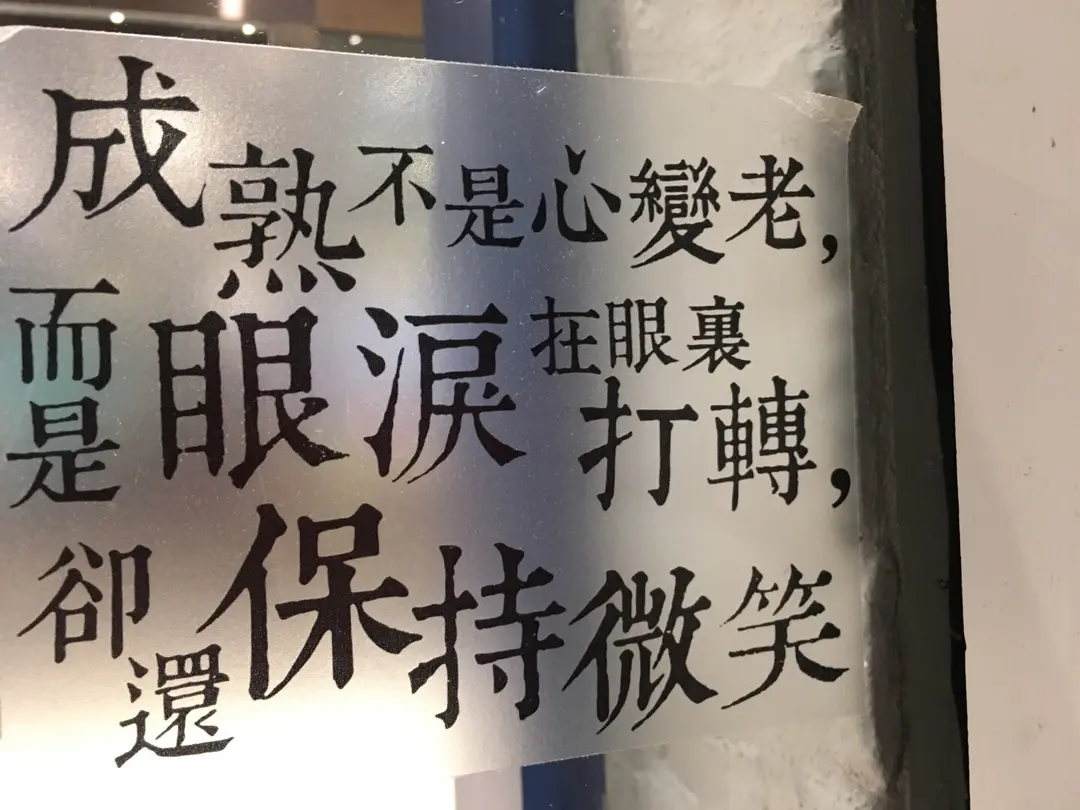 成熟不是心變老，
而是眼淚在眼裏打轉，
卻還保持微笑